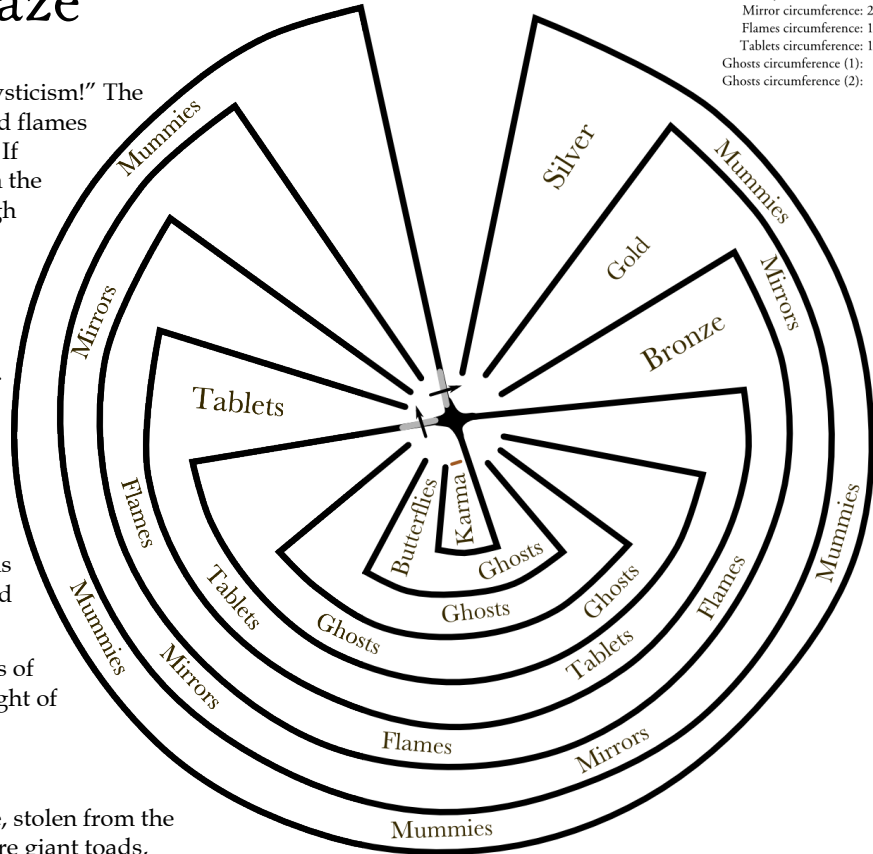 aze
Mirror circumference: 2
Flames circumference: 1
Tablets circumference: 1
Ghosts circumference (1):
Ghosts circumference (2):
ysticism!” The
d flames
If
the
gh
s
d
s of
ght of
, stolen from the
re giant toads,
Silver
Gold
Bronze
Mummies
Mummies
Mirrors
Mirrors
Tablets
Flames
Tablets
Butterflies
Karma
Ghosts
Ghosts
Ghosts
Ghosts
Flames
Tablets
Mummies
Mummies
Mirrors
Flames
Mirrors
Mummies